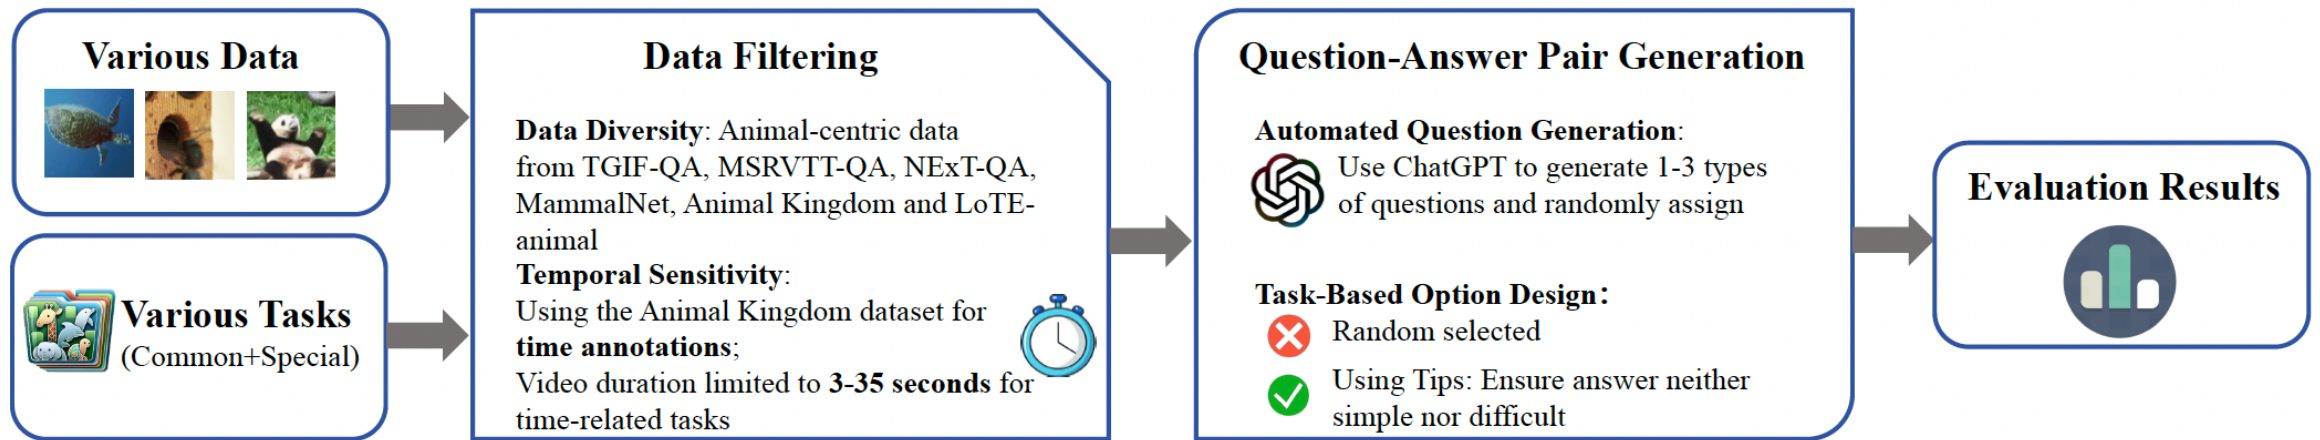 Various Data
Various Tasks
(Common+Special)
Data Filtering
Data Diversity: Animal-centric data
from TGIF-QA, MSRVTT-QA, NExT-QA,
MammalNet, Animal Kingdom and LoTE-
animal
Temporal Sensitivity:
Using the Animal Kingdom dataset for
time annotations;
Video duration limited to 3-35 seconds for
time-related tasks
Question-Answer Pair Generation
Automated Question Generation:
Use ChatGPT to generate 1-3 types
of questions and randomly assign
Task-Based Option Design:
Random selected
Using Tips: Ensure answer neither
simple nor difficult
Evaluation Results